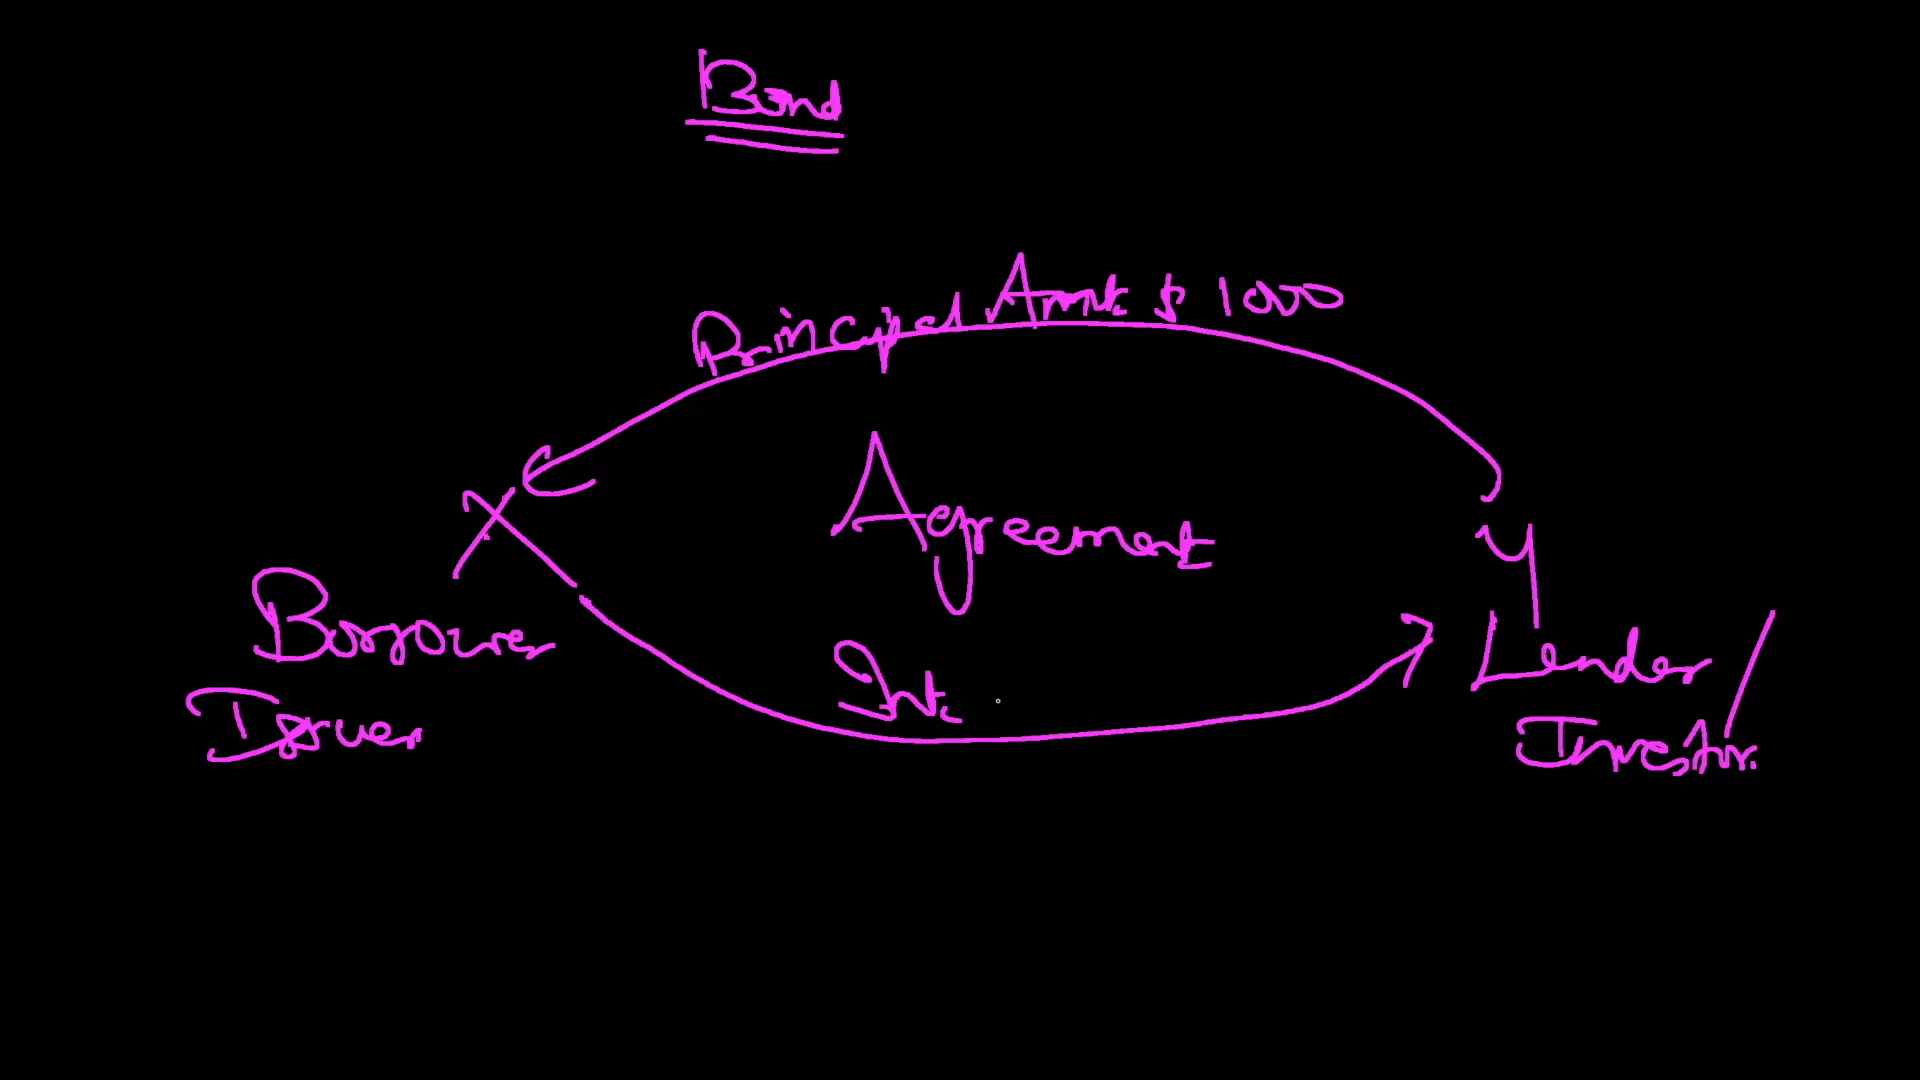 Bond
Principal Amt $ 1000
Agreement
X
Y
Borrower
Lender /
Int.
Issuer
Investor.